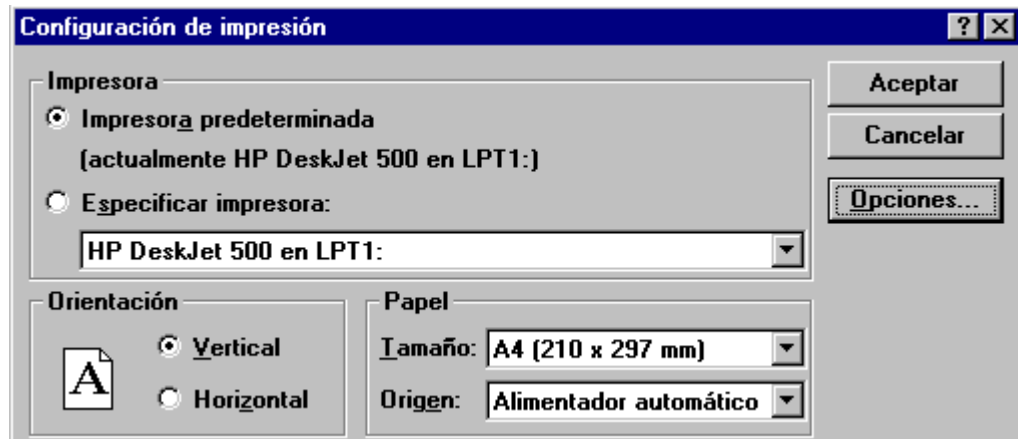 Configuración de impresión
Impresora
Impresora predeterminada
(actualmente HP DeskJet 500 en LPT1:)
Especificar impresora:
HP DeskJet 500 en LPT1:
Aceptar
Cancelar
Opciones...
Orientación
A
Vertical
Horizontal
Papel
Tamaño: A4 (210 x 297 mm)
Origen: Alimentador automático